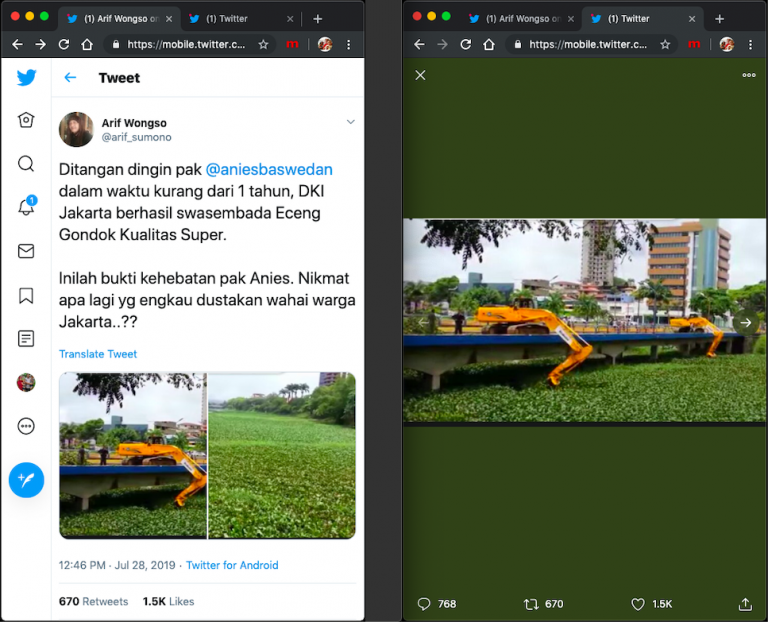 (1) Arif Wongso on
(1) Twitter
https://mobile.twitter.c...
Tweet
Arif Wongso
@arif_sumono
Ditangan dingin pak @aniesbaswedan
dalam waktu kurang dari 1 tahun, DKI
Jakarta berhasil swasembada Eceng
Gondok Kualitas Super.
Inilah bukti kehebatan pak Anies. Nikmat
apa lagi yg engkau dustakan wahai warga
Jakarta..??
Translate Tweet
12:46 PM · Jul 28, 2019 · Twitter for Android
670 Retweets 1.5K Likes
1
(1) Arif Wongso on
(1) Twitter
https://mobile.twitter.c...
768 670 1.5K